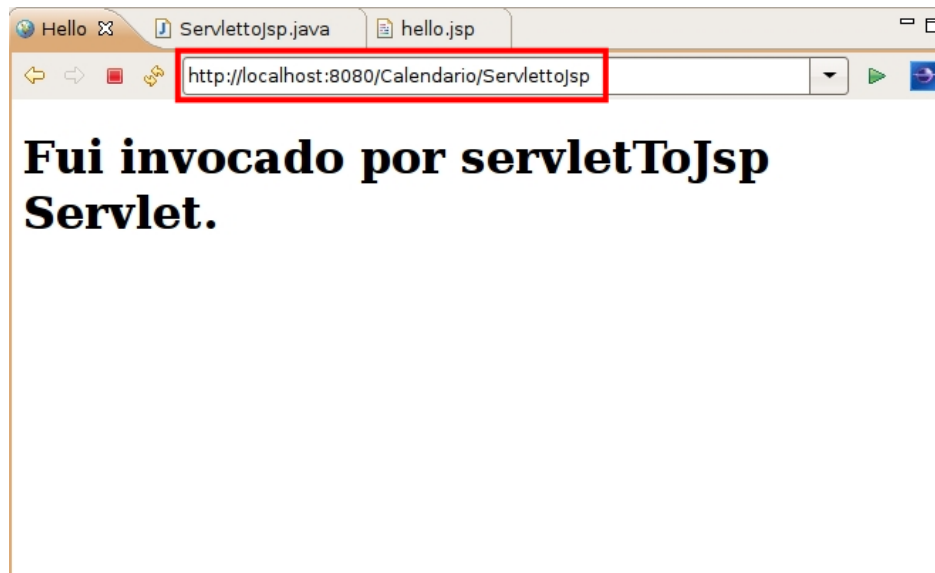 Hello
ServlettoJsp.java
hello.jsp
http://localhost:8080/Calendario/ServlettoJsp
Fui invocado por servletToJsp
Servlet.